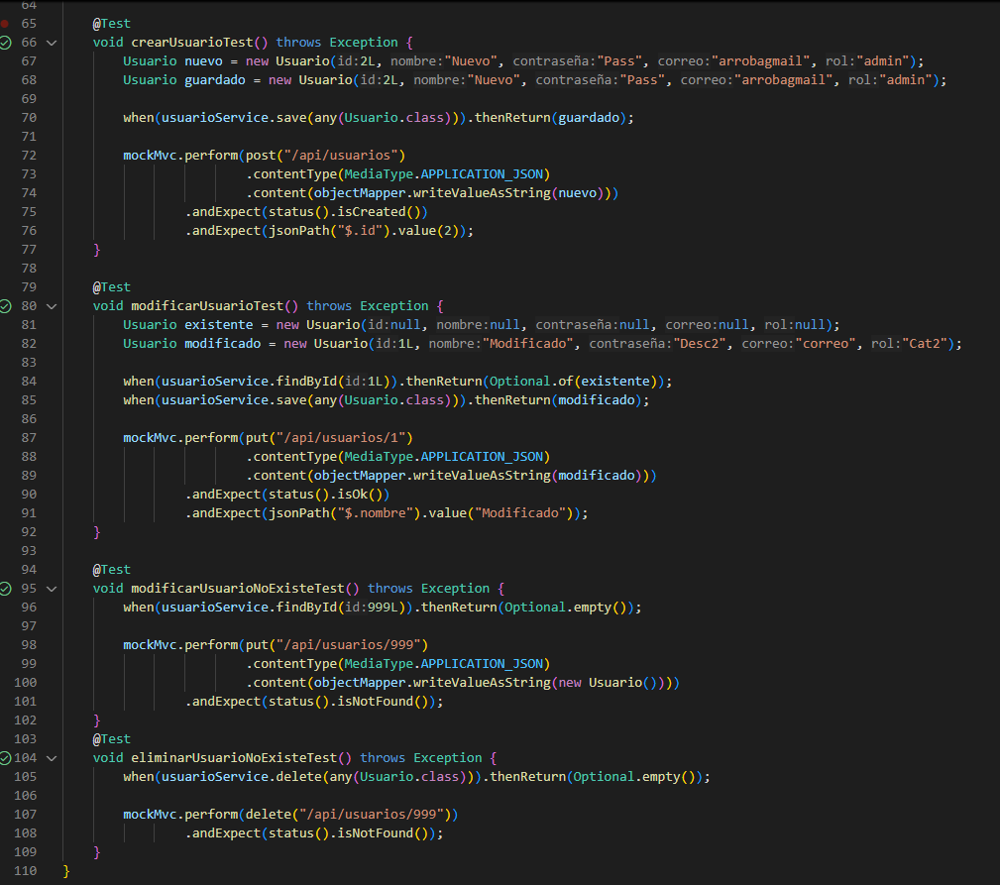 64
65 @Test
66 void crearUsuarioTest() throws Exception {
67 Usuario nuevo = new Usuario(id:2L, nombre:"Nuevo", contraseña:"Pass", correo:"arrobagmail", rol:"admin");
68 Usuario guardado = new Usuario(id:2L, nombre:"Nuevo", contraseña:"Pass", correo:"arrobagmail", rol:"admin");
69
70 when(usuarioService.save(any(Usuario.class))).thenReturn(guardado);
71
72 mockMvc.perform(post("/api/usuarios")
73 .contentType(MediaType.APPLICATION_JSON)
74 .content(objectMapper.writeValueAsString(nuevo)))
75 .andExpect(status().isCreated())
76 .andExpect(jsonPath("$.id").value(2));
77 }
78
79 @Test
80 void modificarUsuarioTest() throws Exception {
81 Usuario existente = new Usuario(id:null, nombre:null, contraseña:null, correo:null, rol:null);
82 Usuario modificado = new Usuario(id:1L, nombre:"Modificado", contraseña:"Desc2", correo:"correo", rol:"Cat2");
83
84 when(usuarioService.findById(id:1L)).thenReturn(Optional.of(existente));
85 when(usuarioService.save(any(Usuario.class))).thenReturn(modificado);
86
87 mockMvc.perform(put("/api/usuarios/1")
88 .contentType(MediaType.APPLICATION_JSON)
89 .content(objectMapper.writeValueAsString(modificado)))
90 .andExpect(status().isOk())
91 .andExpect(jsonPath("$.nombre").value("Modificado"));
92 }
93
94 @Test
95 void modificarUsuarioNoExisteTest() throws Exception {
96 when(usuarioService.findById(id:999L)).thenReturn(Optional.empty());
97
98 mockMvc.perform(put("/api/usuarios/999")
99 .contentType(MediaType.APPLICATION_JSON)
100 .content(objectMapper.writeValueAsString(new Usuario())))
101 .andExpect(status().isNotFound());
102 }
103 @Test
104 void eliminarUsuarioNoExisteTest() throws Exception {
105 when(usuarioService.delete(any(Usuario.class))).thenReturn(Optional.empty());
106
107 mockMvc.perform(delete("/api/usuarios/999"))
108 .andExpect(status().isNotFound());
109 }
110 }